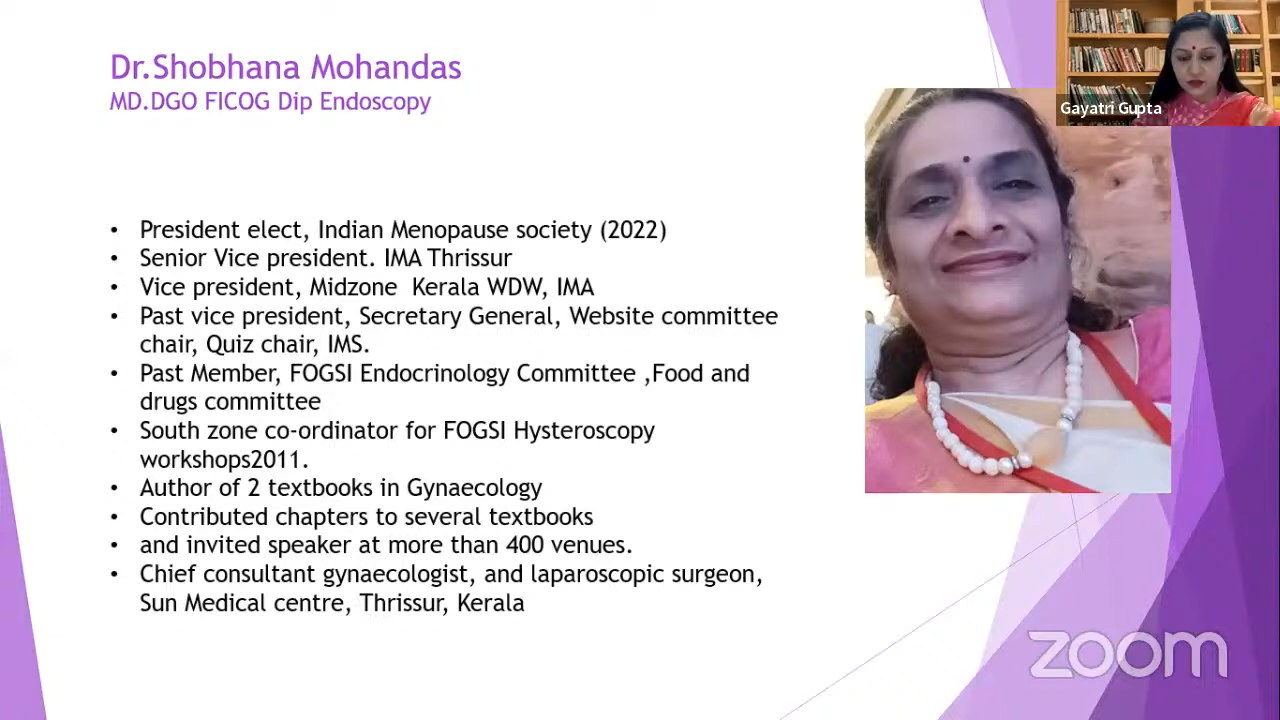 Dr.Shobhana Mohandas
MD.DGO FICOG Dip Endoscopy
Gayatri Gupta
• President elect, Indian Menopause society (2022)
• Senior Vice president. IMA Thrissur
• Vice president, Midzone Kerala WDW, IMA
• Past vice president, Secretary General, Website committee
chair, Quiz chair, IMS.
• Past Member, FOGSI Endocrinology Committee ,Food and
drugs committee
• South zone co-ordinator for FOGSI Hysteroscopy
workshops2011.
• Author of 2 textbooks in Gynaecology
• Contributed chapters to several textbooks
• and invited speaker at more than 400 venues.
• Chief consultant gynaecologist, and laparoscopic surgeon,
Sun Medical centre, Thrissur, Kerala
zoom